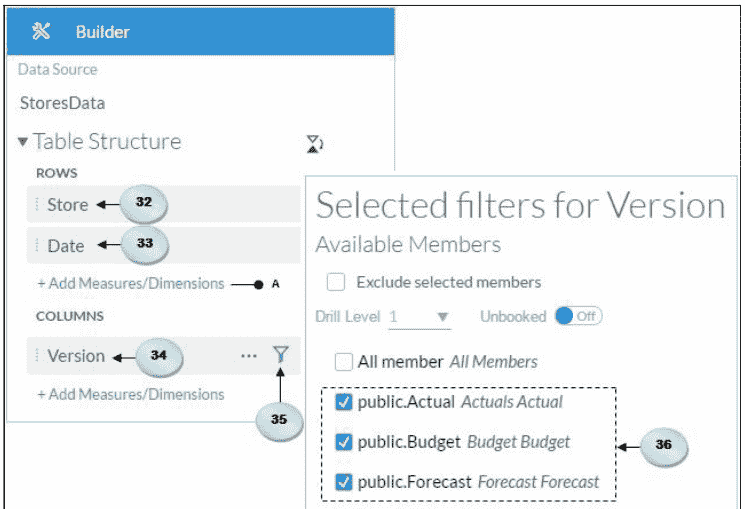 Builder
Data Source
StoresData
Table Structure
ROWS
Store 32
Date 33
+ Add Measures/Dimensions A
COLUMNS
Version 34
35
+ Add Measures/Dimensions
Selected filters for Version
Available Members
Exclude selected members
Drill Level 1 Unbooked Off
All member All Members
public.Actual Actuals Actual
public.Budget Budget Budget
36
public.Forecast Forecast Forecast